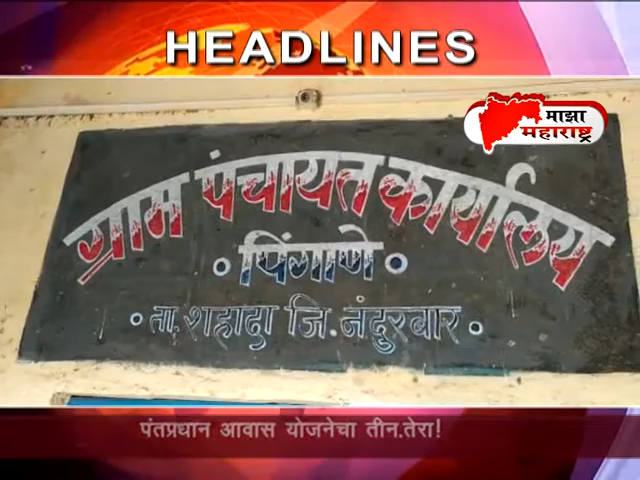 HEADLINES
माझा
महाराष्ट्र
ग्राम पंचायत कार्यालय
पिंगाणे
ता. शहादा जि. नंदुरबार
पंतप्रधान आवास योजनेचा तीन.तेरा!